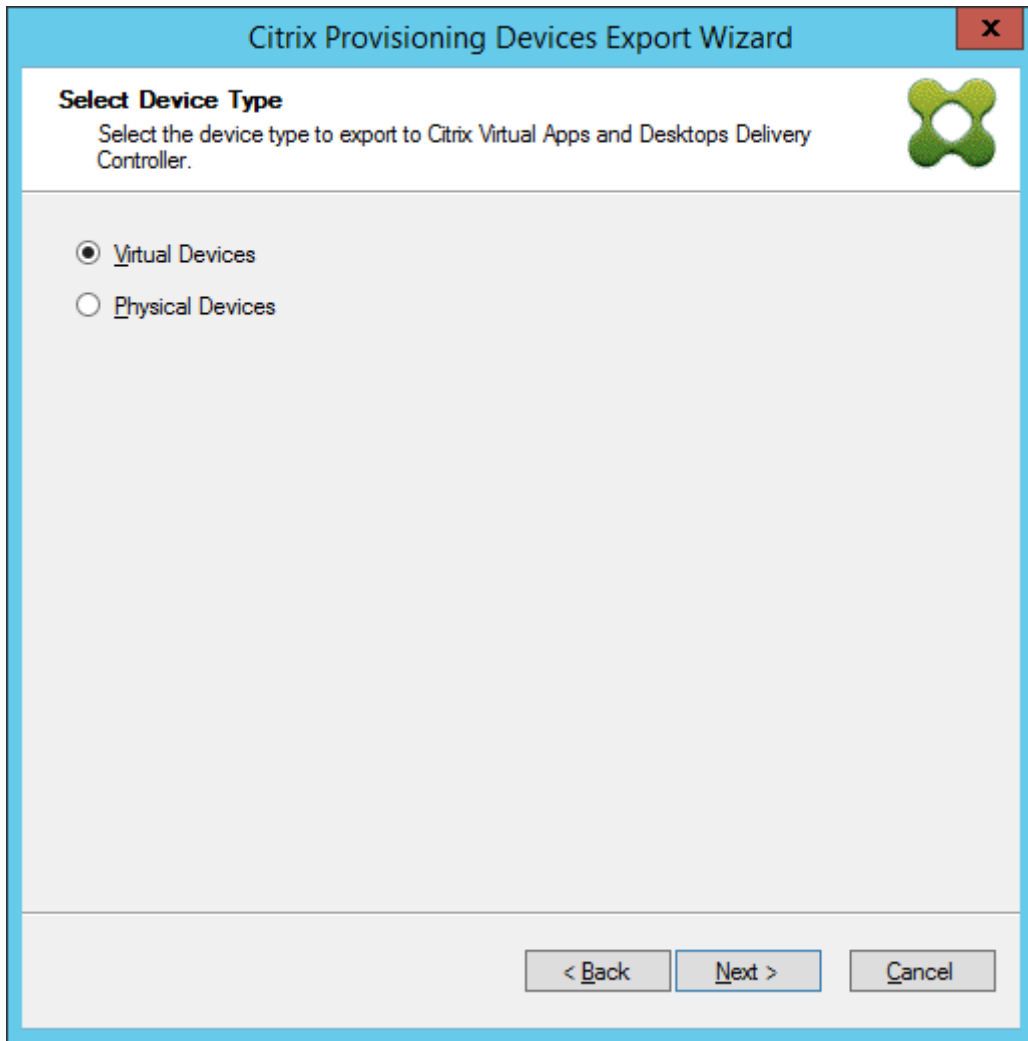 Citrix Provisioning Devices Export Wizard
x
Select Device Type
Select the device type to export to Citrix Virtual Apps and Desktops Delivery
Controller.
Virtual Devices
Physical Devices
< Back Next > Cancel